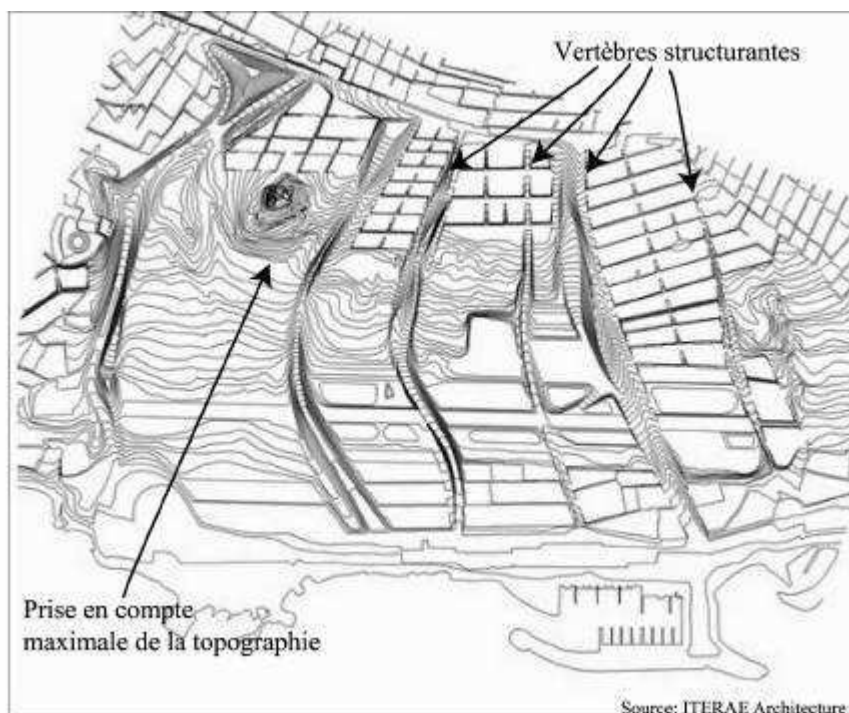 Vertèbres structurantes
Prise en compte
maximale de la topographie
Source: ITERAE Architecture